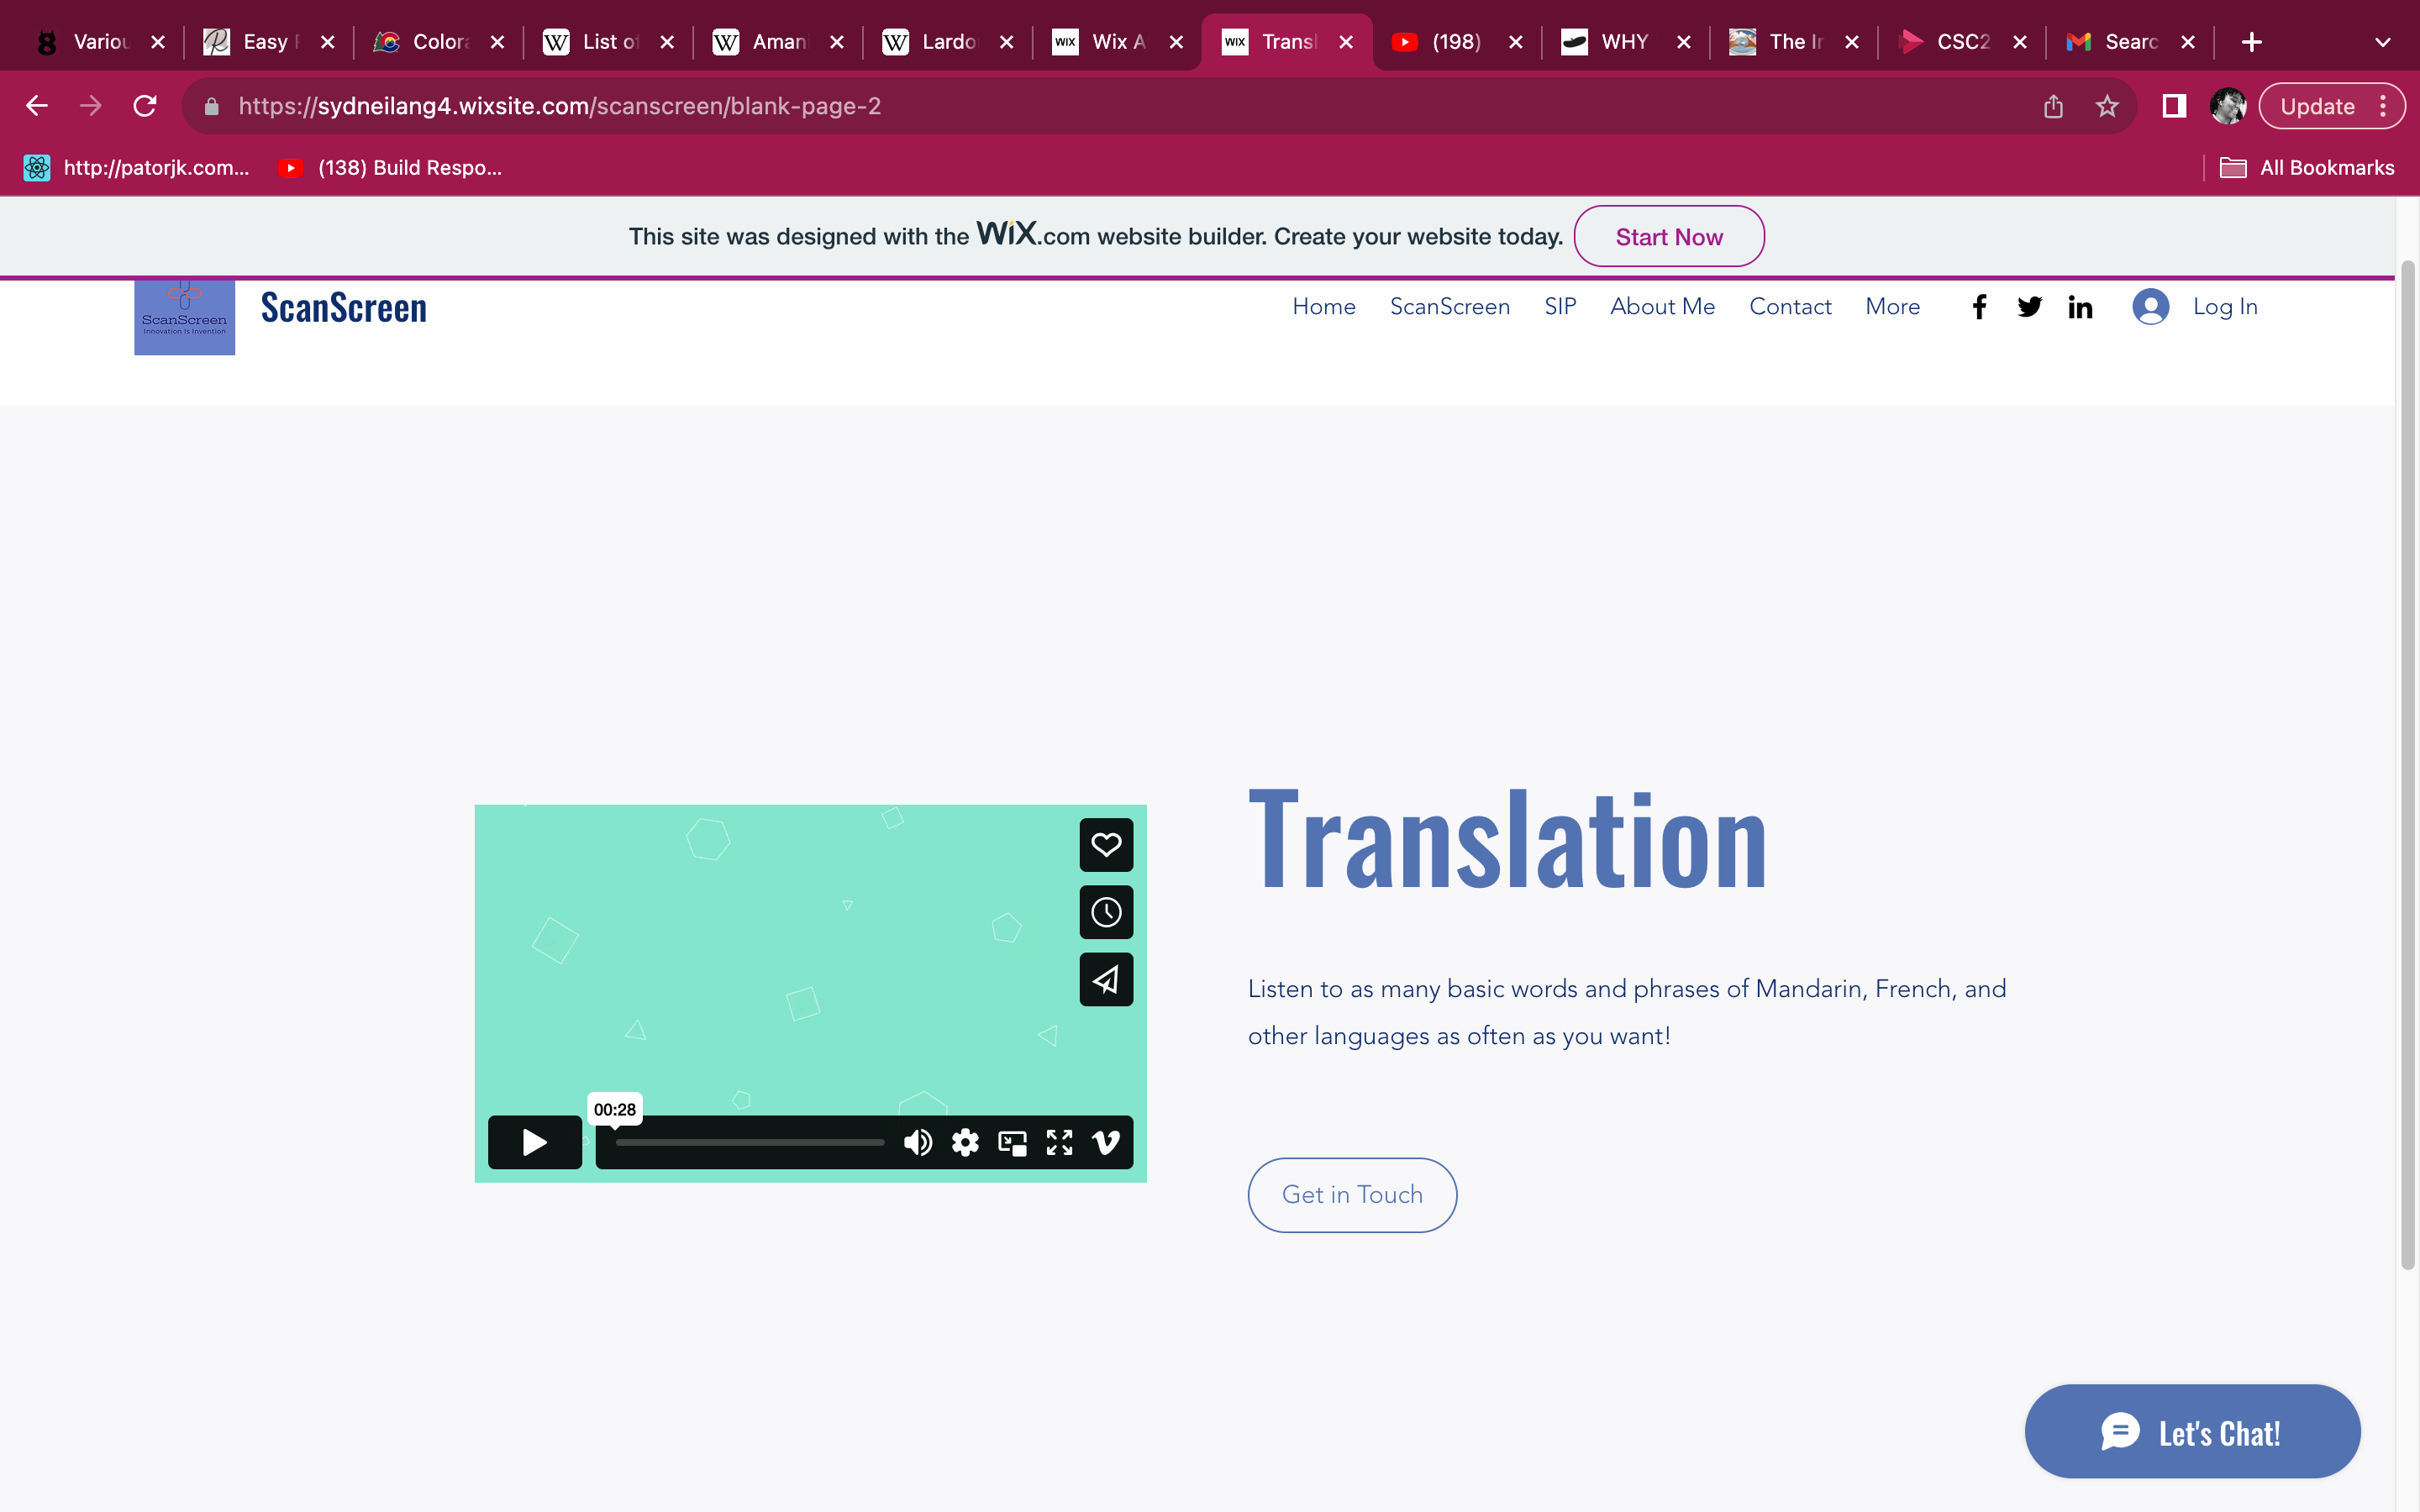 Variou
Easy
Colora
List of
Aman
Lardo
WiX Wix A
WiX Transl
(198)
WHY
The Ir
CSC2
Searc
https://sydneilang4.wixsite.com/scanscreen/blank-page-2
Update
http://patorjk.com...
(138) Build Respo...
All Bookmarks
This site was designed with the WiX.com website builder. Create your website today.
Start Now
ScanScreen
Innovation Is Invention
ScanScreen
Home ScanScreen SIP About Me Contact More
Log In
Translation
Listen to as many basic words and phrases of Mandarin, French, and
other languages as often as you want!
00:28
Get in Touch
Let's Chat!